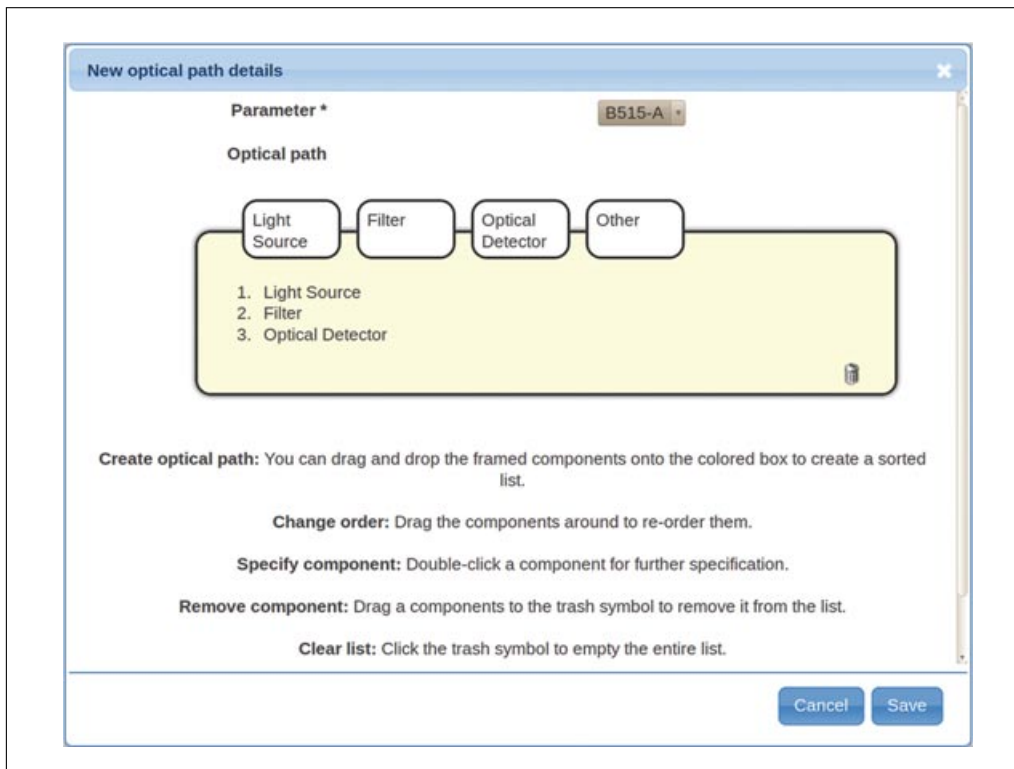 New optical path details
Parameter *
B515-A
Optical path
Light
Source
Filter
Optical
Detector
Other
1. Light Source
2. Filter
3. Optical Detector
Create optical path: You can drag and drop the framed components onto the colored box to create a sorted
list.
Change order: Drag the components around to re-order them.
Specify component: Double-click a component for further specification.
Remove component: Drag a components to the trash symbol to remove it from the list.
Clear list: Click the trash symbol to empty the entire list.
Cancel
Save